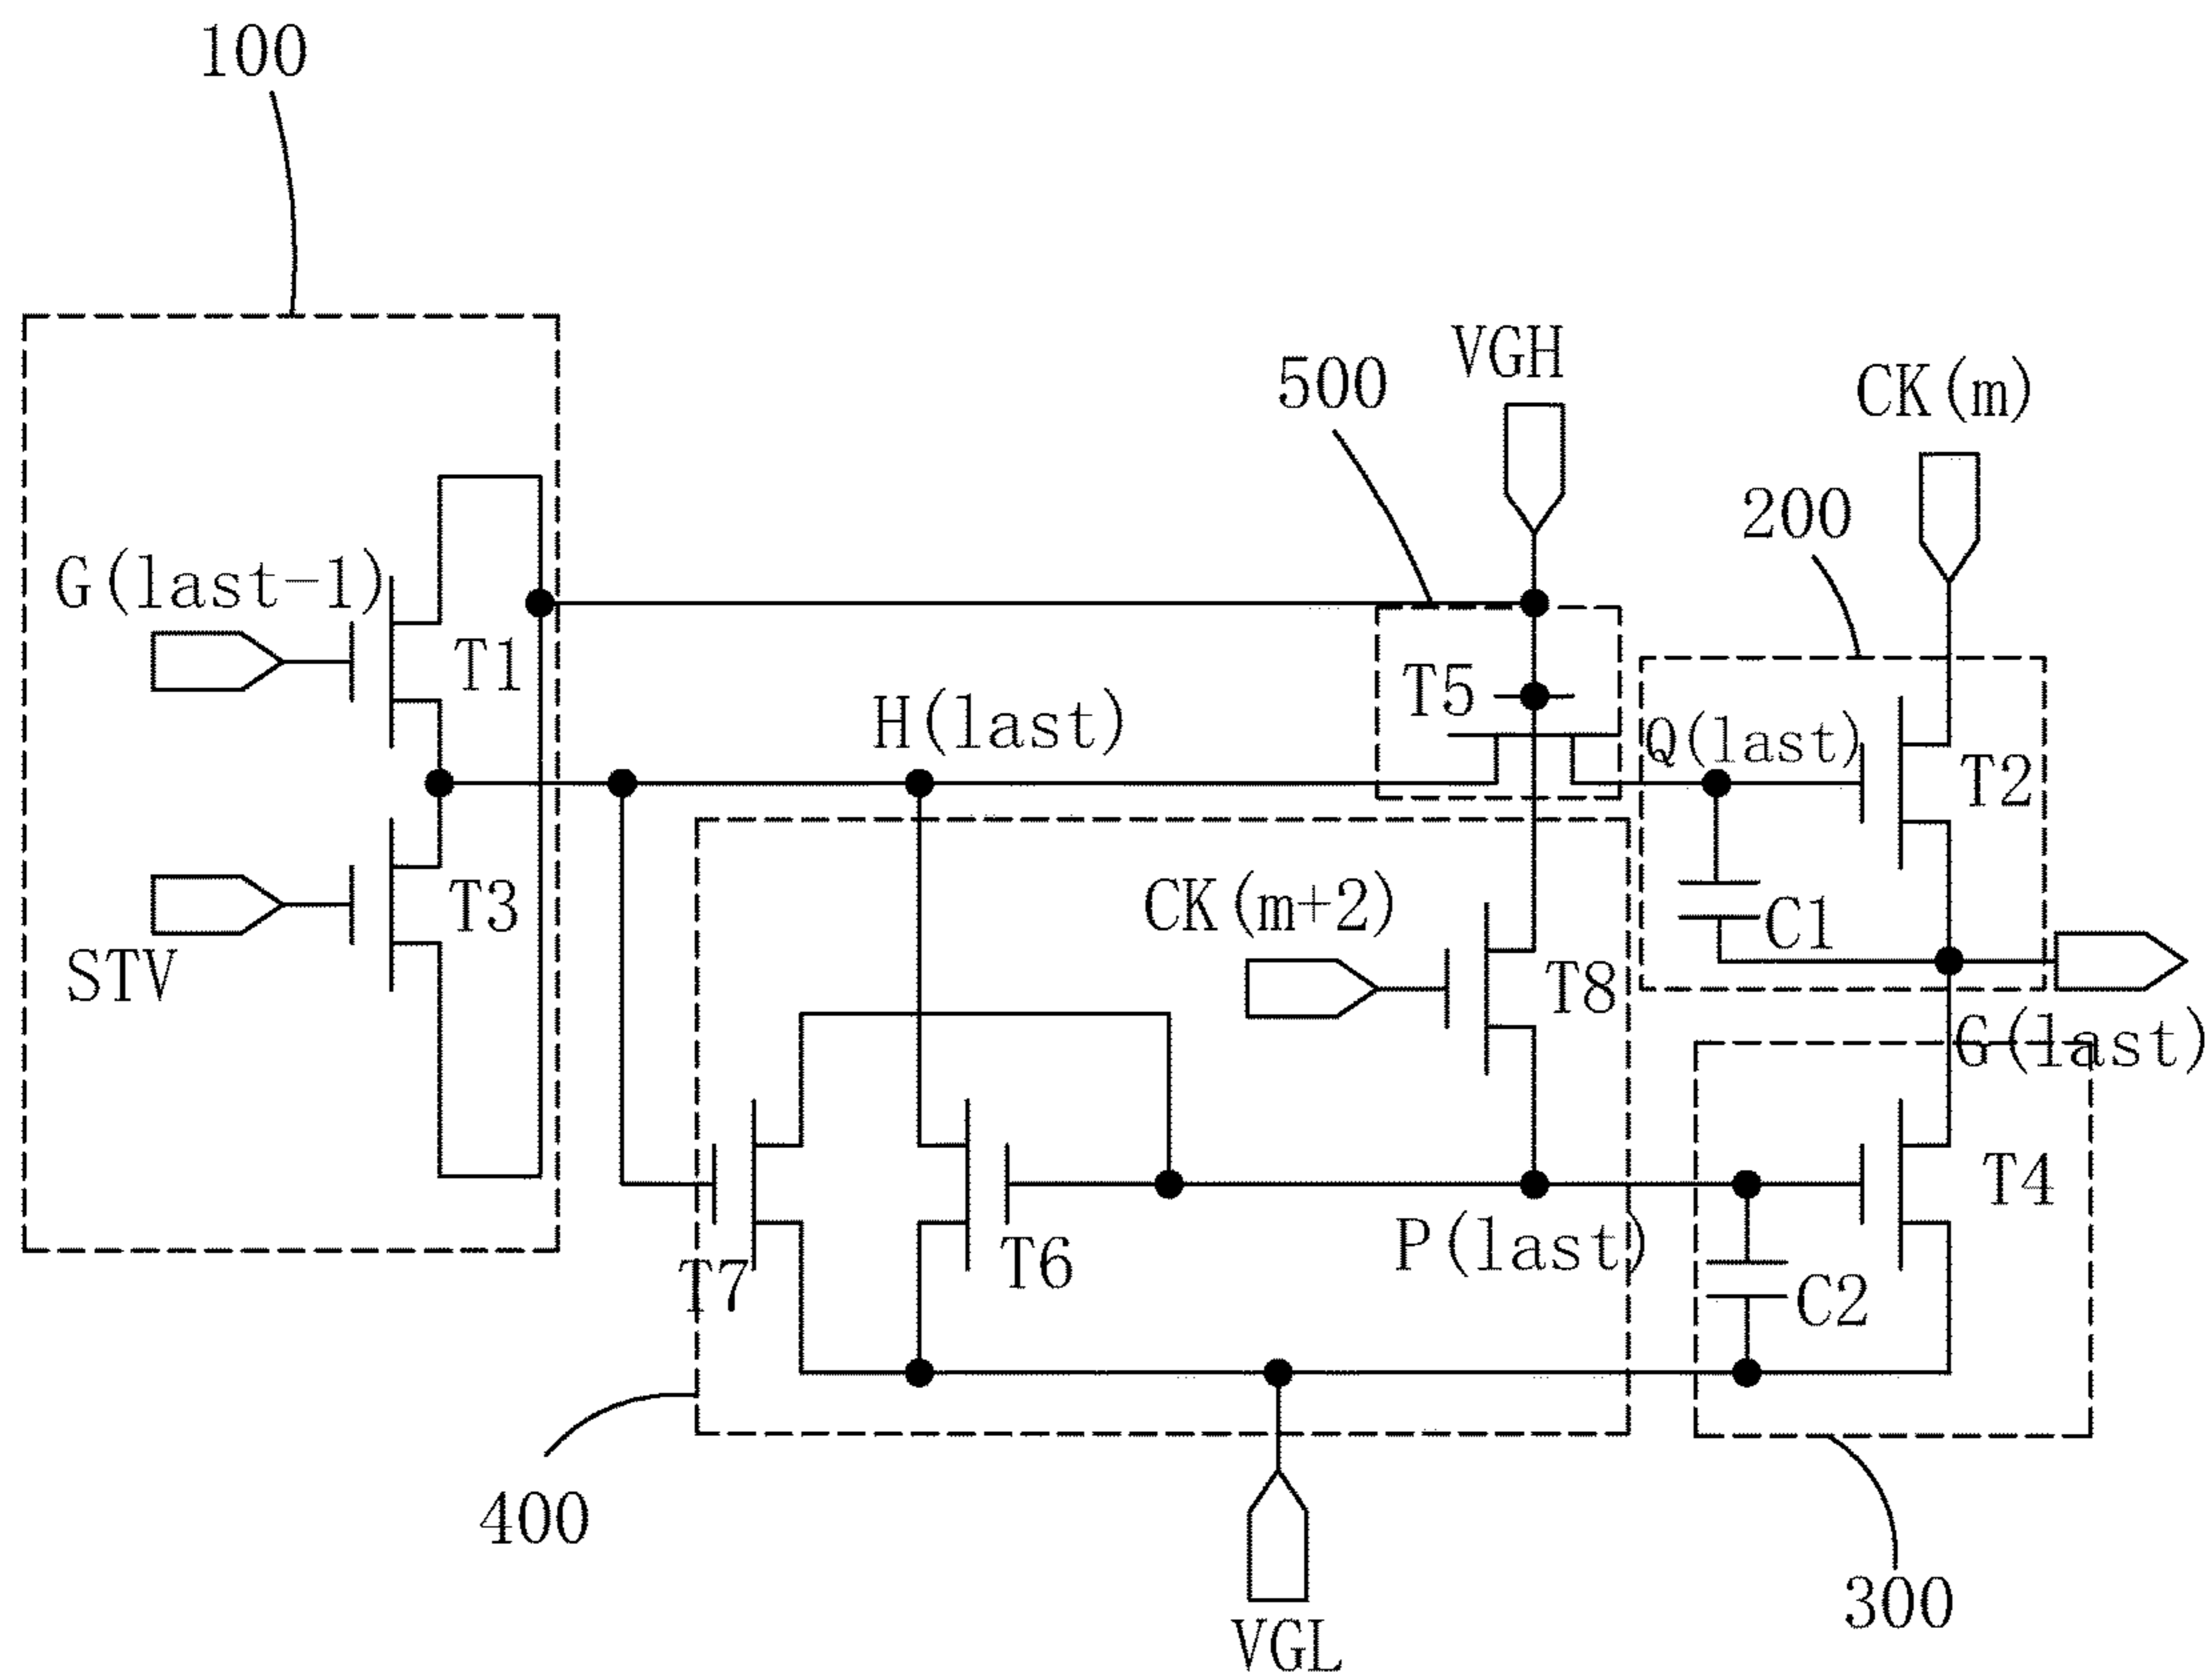 100
VGH
500
CK(m)
200
G(last-1)
T1
T5
H(last)
Q(last)
T2
T3
CK(m+2)
C1
STV
T8
G(last)
T4
P(last)
T6
T7
C2
400
300
VGL